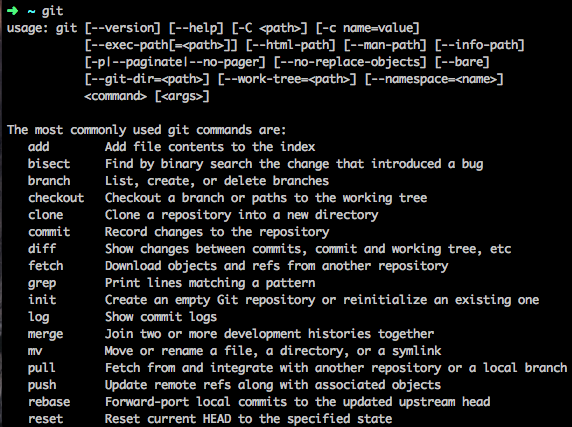 ➜ ~ git
usage: git [--version] [--help] [-C <path>] [-c name=value]
           [--exec-path[=<path>]] [--html-path] [--man-path] [--info-path]
           [-p|--paginate|--no-pager] [--no-replace-objects] [--bare]
           [--git-dir=<path>] [--work-tree=<path>] [--namespace=<name>]
           <command> [<args>]

The most commonly used git commands are:
   add        Add file contents to the index
   bisect     Find by binary search the change that introduced a bug
   branch     List, create, or delete branches
   checkout   Checkout a branch or paths to the working tree
   clone      Clone a repository into a new directory
   commit     Record changes to the repository
   diff       Show changes between commits, commit and working tree, etc
   fetch      Download objects and refs from another repository
   grep       Print lines matching a pattern
   init       Create an empty Git repository or reinitialize an existing one
   log        Show commit logs
   merge      Join two or more development histories together
   mv         Move or rename a file, a directory, or a symlink
   pull       Fetch from and integrate with another repository or a local branch
   push       Update remote refs along with associated objects
   rebase     Forward-port local commits to the updated upstream head
   reset      Reset current HEAD to the specified state